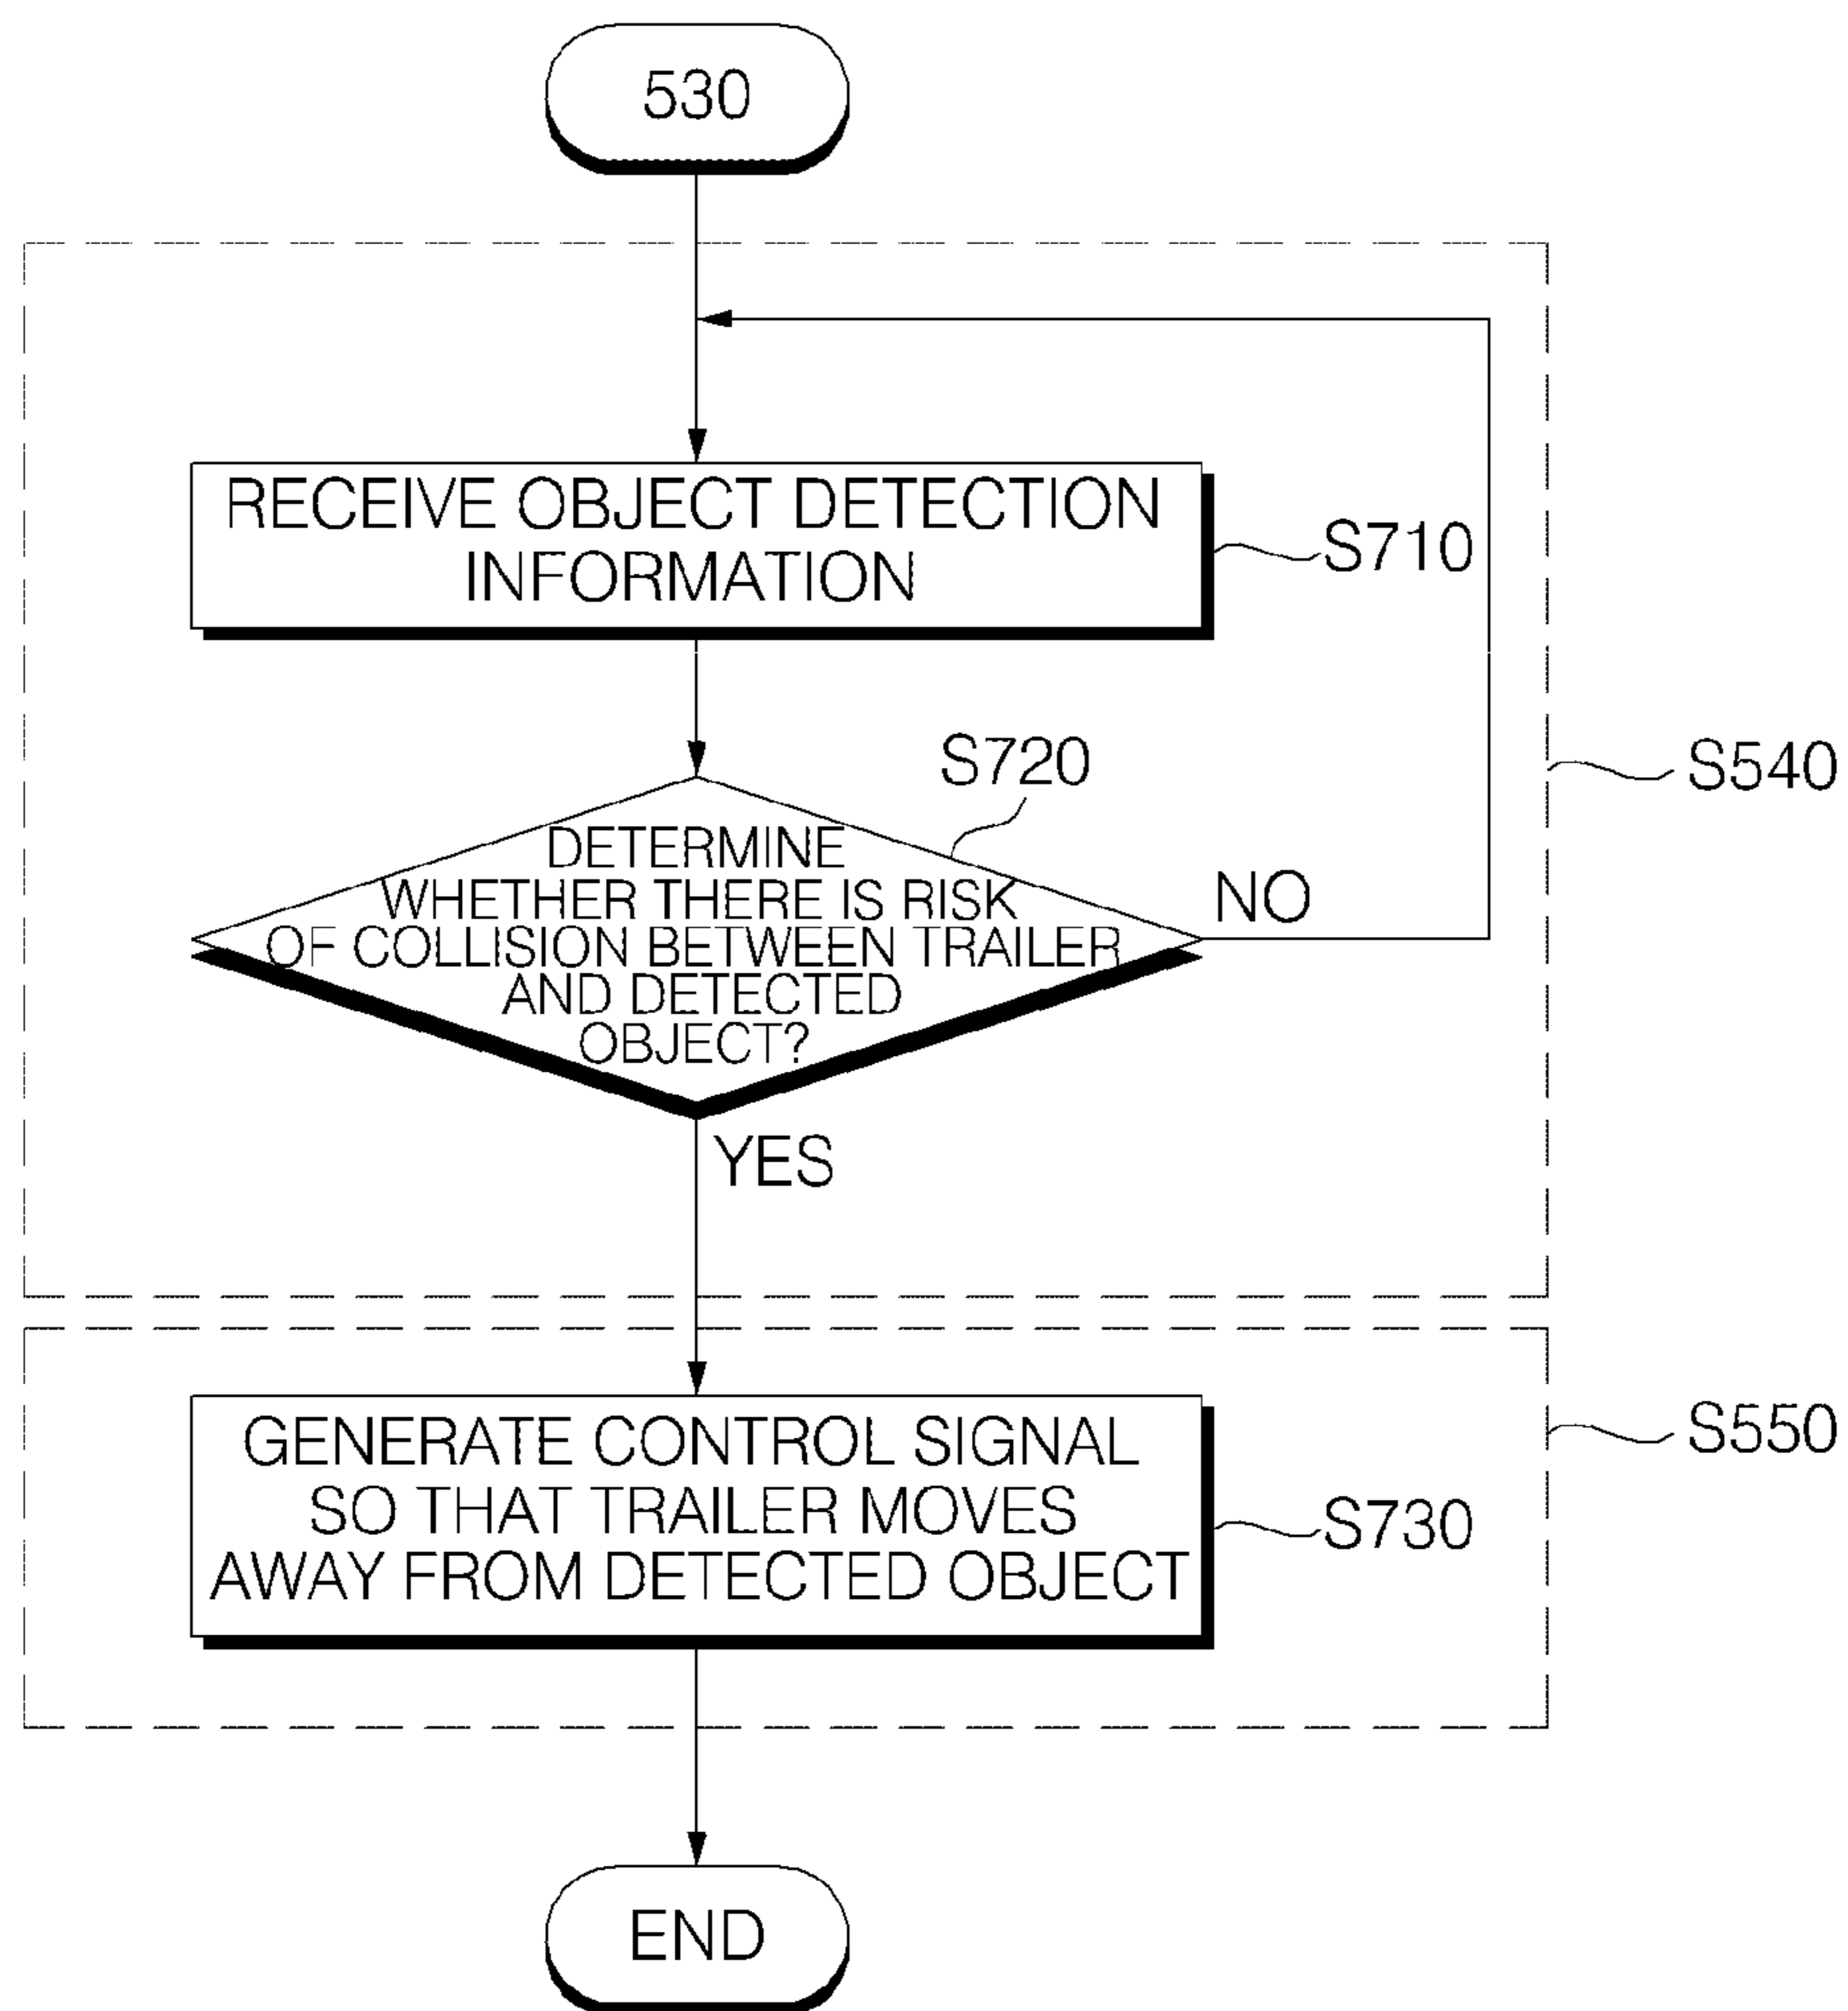 530
RECEIVE OBJECT DETECTION
INFORMATION
S710
S720
DETERMINE
WHETHER THERE IS RISK
OF COLLISION BETWEEN TRAILER
AND DETECTED
OBJECT?
NO
S540
YES
GENERATE CONTROL SIGNAL
SO THAT TRAILER MOVES
AWAY FROM DETECTED OBJECT
S730
S550
END